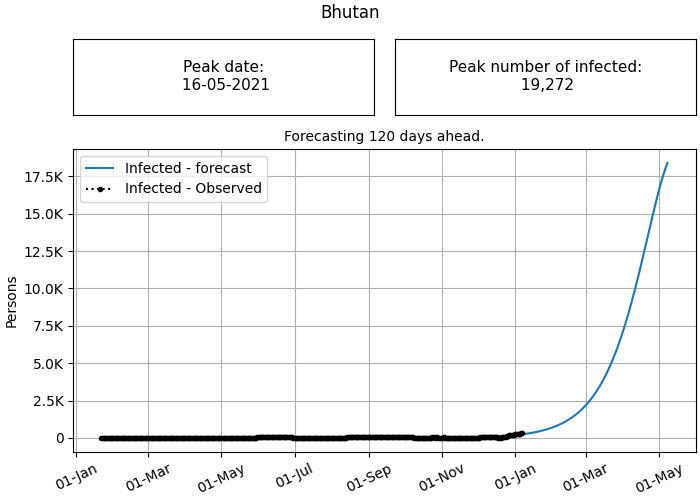 Bhutan
Peak date:
16-05-2021
Peak number of infected:
19,272
Forecasting 120 days ahead.
Infected - forecast
Infected - Observed
17.5K
15.0K
12.5K
10.0K
7.5K
5.0K
2.5K
0
Persons
01-Jan
01-Mar
01-May
01-Jul
01-Sep
01-Nov
01-Jan
01-Mar
01-May